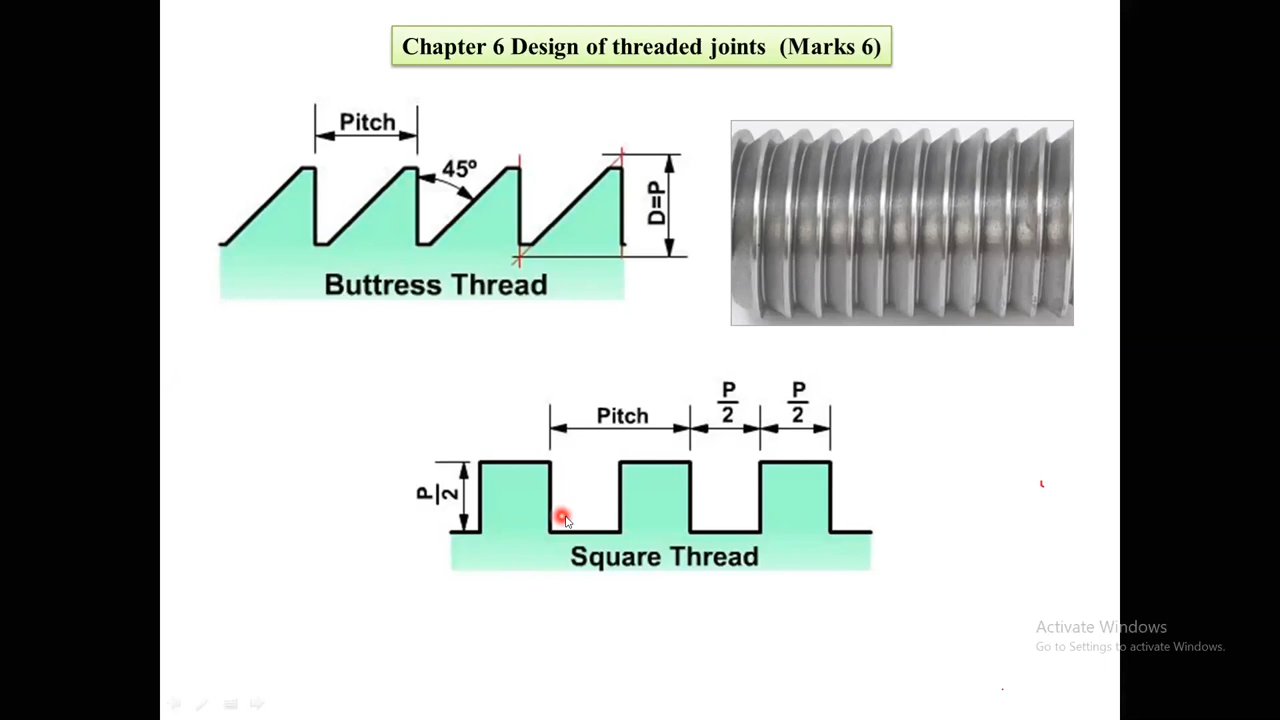 Chapter 6 Design of threaded joints (Marks 6)
Pitch
45º
D=P
Buttress Thread
P
2
P
2
Pitch
P
2
Square Thread
Activate Windows
Go to Settings to activate Windows.